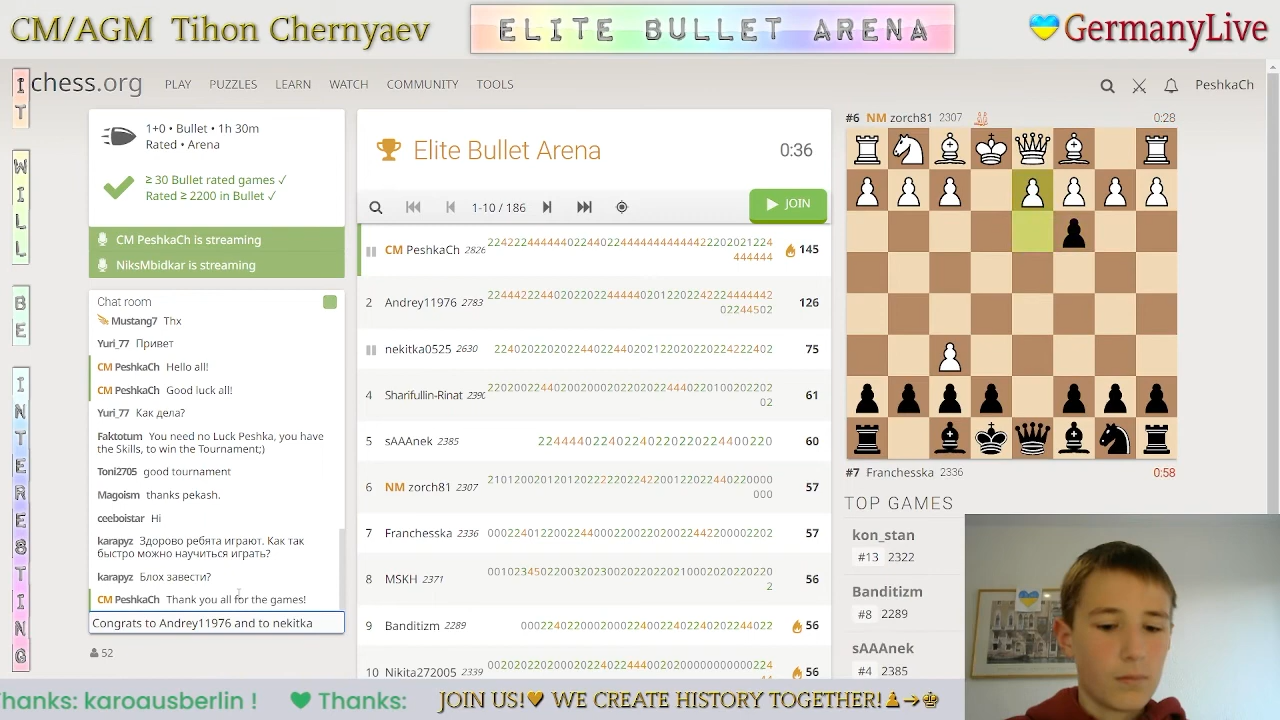 CM/AGM Tihon Chernyaev
ELITE BULLET ARENA
GermanyLive
chess.org
PLAY PUZZLES LEARN WATCH COMMUNITY TOOLS
PeshkaCh
IT
WILL
BE
INTERESTING
1+0 • Bullet • 1h 30m
Rated • Arena
≥ 30 Bullet rated games ✓
Rated ≥ 2200 in Bullet ✓
CM PeshkaCh is streaming
NiksMbidkar is streaming
Chat room
Mustang7 Thx
Yuri_77 Привет
CM PeshkaCh Hello all!
CM PeshkaCh Good luck all!
Yuri_77 Как дела?
Faktotum You need no Luck Peshka, you have
the Skills, to win the Tournament;)
Toni2705 good tournament
Magoism thanks pekash.
ceeboistar Hi
karapyz Здорово ребята играют. Как так
быстро можно научиться играть?
karapyz Блох завести?
CM PeshkaCh Thank you all for the games!
Congrats to Andrey11976 and to nekitka
52
Elite Bullet Arena 0:36
1-10 / 186
JOIN
CM PeshkaCh 2826 145
2 Andrey11976 2783 126
nekitka0525 2630 75
4 Sharifullin-Rinat 61
5 sAAAnek 2385 60
6 NM zorch81 2307 57
7 Franchesska 2336 57
8 MSKH 2371 56
9 Banditizm 2289 56
10 Nikita272005 2339 56
#6 NM zorch81 2307 0:28
#7 Franchesska 2336 0:58
TOP GAMES
kon_stan
#13 2322
Banditizm
#8 2289
sAAAnek
#4 2385
Thanks: karoausberlin ! Thanks:
JOIN US! WE CREATE HISTORY TOGETHER!